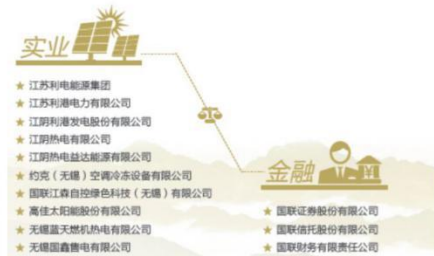 实业
江苏利电能源集团
江苏利港电力有限公司
江阴利港发电股份有限公司
江阴热电有限公司
江阴热电益达能源有限公司
约克（无锡）空调冷冻设备有限公司
国联江森自控绿色科技（无锡）有限公司
高佳太阳能股份有限公司
无锡蓝天燃机热电有限公司
无锡国鑫售电有限公司
金融
国联证券股份有限公司
国联信托股份有限公司
国联财务有限责任公司